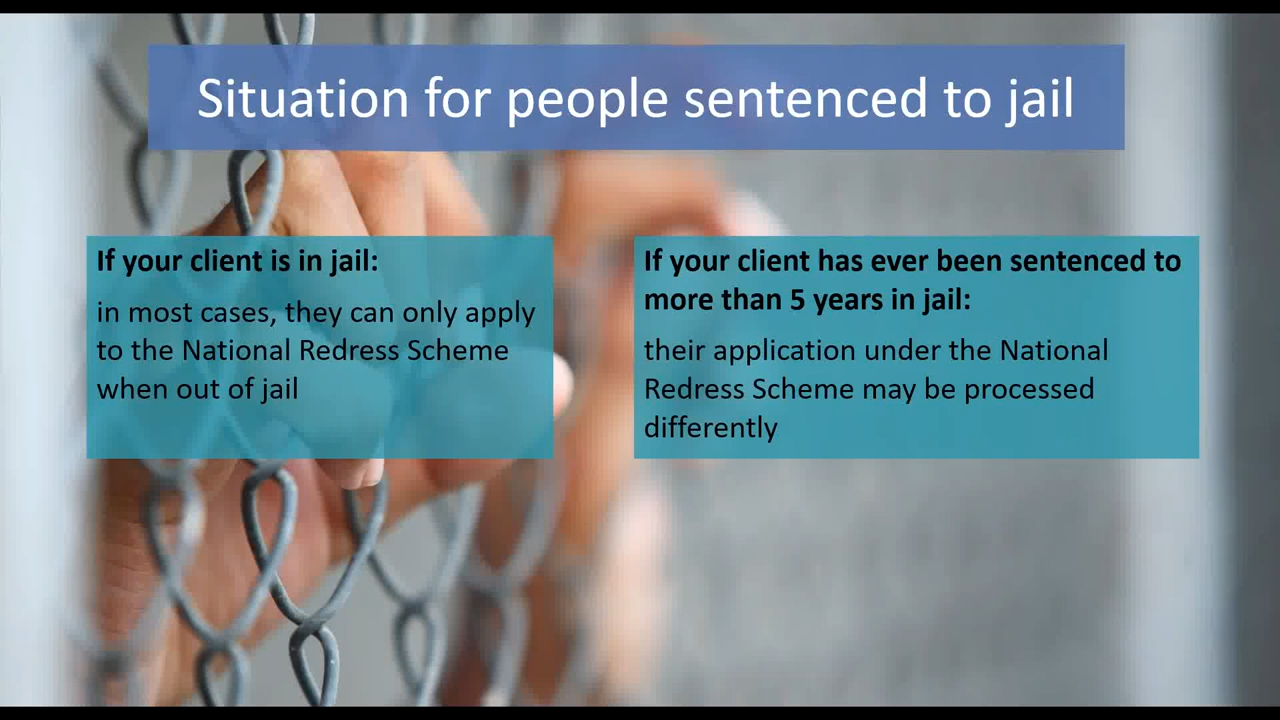 Situation for people sentenced to jail
If your client is in jail:
in most cases, they can only apply
to the National Redress Scheme
when out of jail
If your client has ever been sentenced to
more than 5 years in jail:
their application under the National
Redress Scheme may be processed
differently